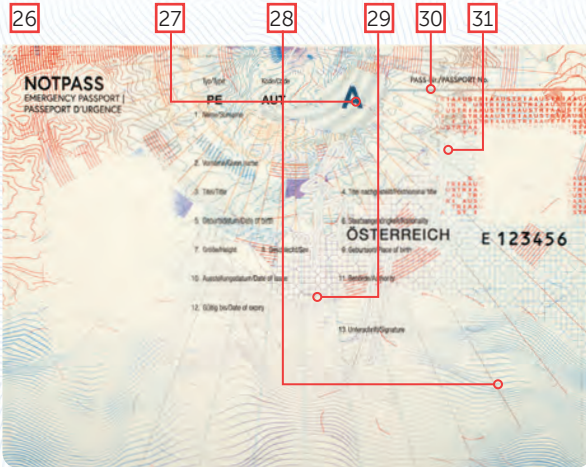 26 27 28 29 30 31
NOTPASS
EMERGENCY PASSPORT |
PASSEPORT D'URGENCE
Typ/Type Kode/Code PASS-Nr./PASSPORT No.
PE AUT A
1. Name/Surname
2. Vorname/Given name
3. Titel/Title 4. Title
5. Geburtsdatum/Date of birth 6. Staatsangehörigkeit/Nationality
ÖSTERREICH E 123456
7. Größe/Height 8. Geschlecht/Sex 9. Geburtsort/Place of birth
10. Ausstellungsdatum/Date of issue 11. Behörde/Authority
12. Gültig bis/Date of expiry
13. Unterschrift/Signature